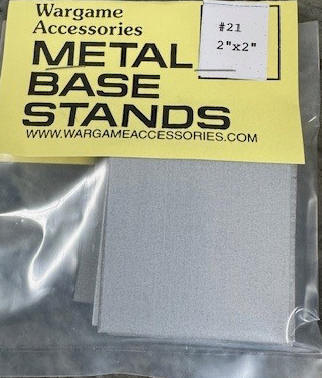 Wargame
Accessories
#21
2"x2"
METAL
BASE
STANDS
WWW.WARGAMEACCESSORIES.COM